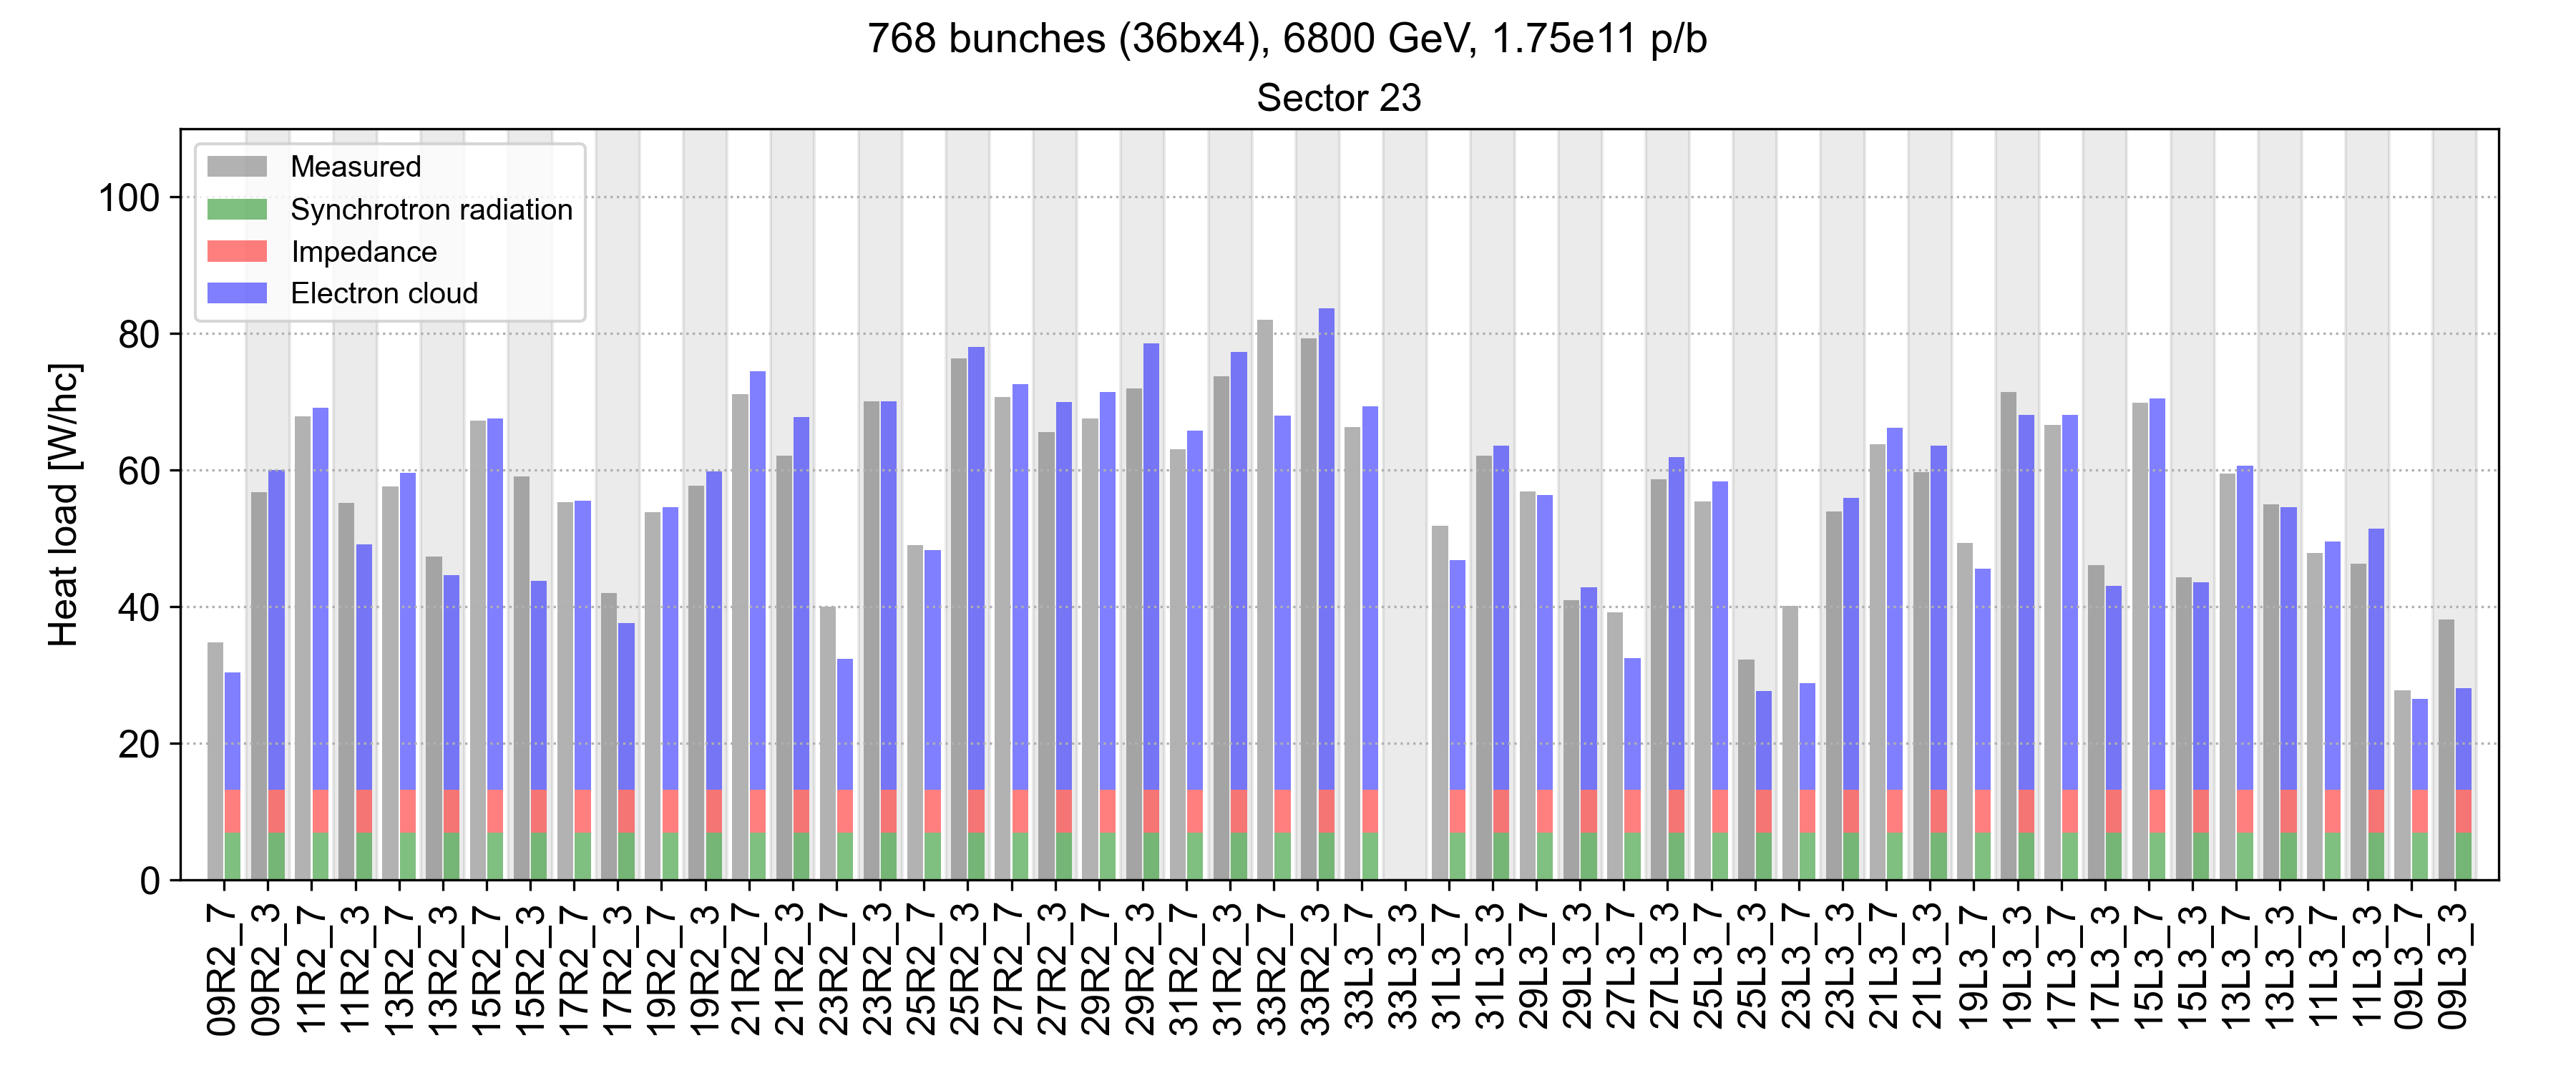 768 bunches (36bx4), 6800 GeV, 1.75e11 p/b
Sector 23
Measured
Synchrotron radiation
Impedance
Electron cloud
Heat load [W/hc]
100
80
60
40
20
0
09R2_7
09R2_3
11R2_7
11R2_3
13R2_7
13R2_3
15R2_7
15R2_3
17R2_7
17R2_3
19R2_7
19R2_3
21R2_7
21R2_3
23R2_7
23R2_3
25R2_7
25R2_3
27R2_7
27R2_3
29R2_7
29R2_3
31R2_7
31R2_3
33R2_7
33R2_3
33L3_7
33L3_3
31L3_7
31L3_3
29L3_7
29L3_3
27L3_7
27L3_3
25L3_7
25L3_3
23L3_7
23L3_3
21L3_7
21L3_3
19L3_7
19L3_3
17L3_7
17L3_3
15L3_7
15L3_3
13L3_7
13L3_3
11L3_7
11L3_3
09L3_7
09L3_3